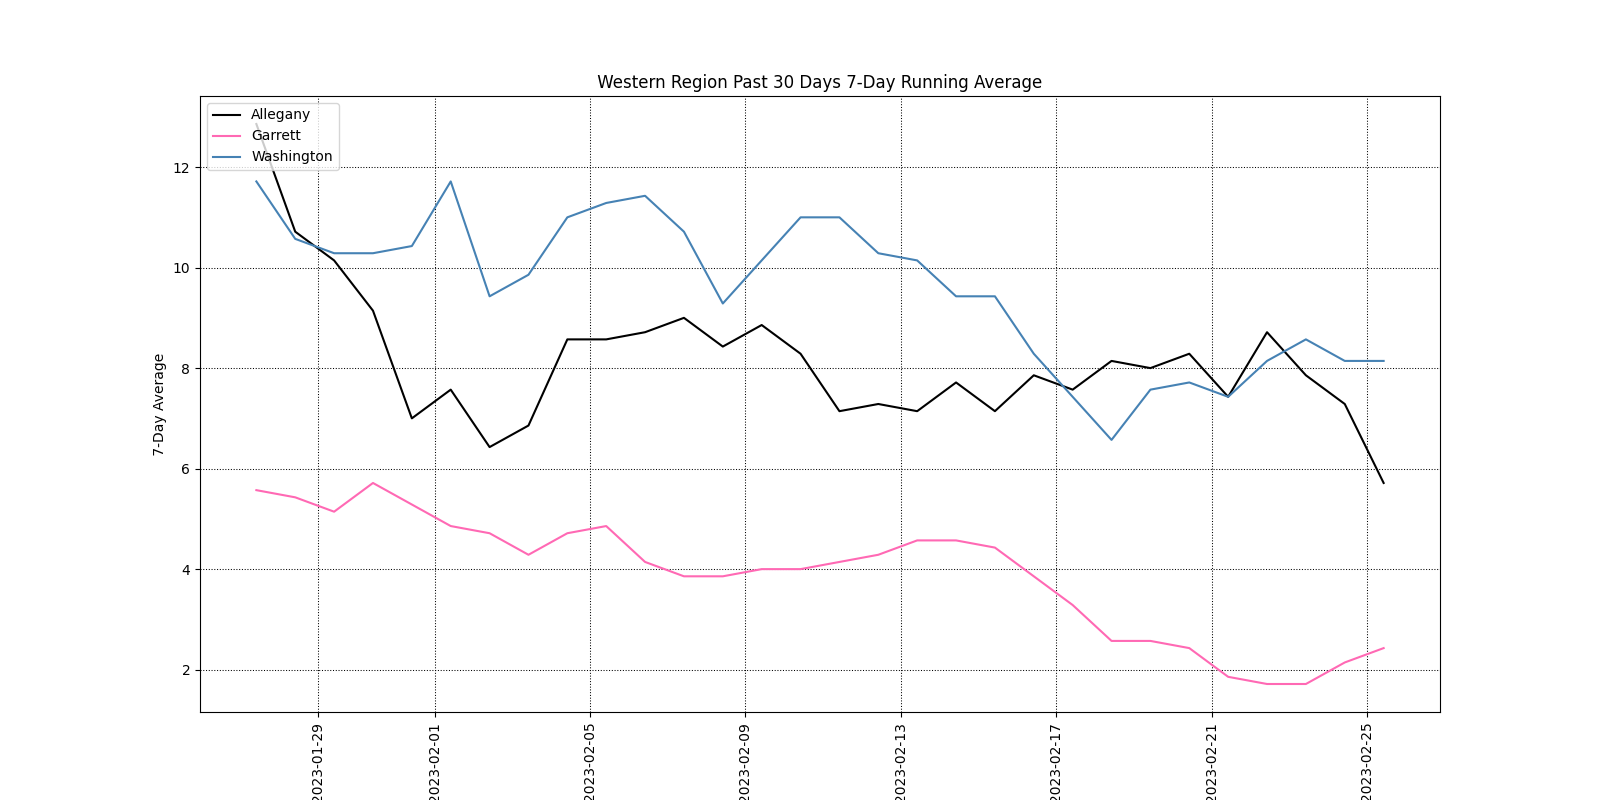 Western Region Past 30 Days 7-Day Running Average
Allegany
Garrett
Washington
12
10
8
6
4
2
7-Day Average
2023-01-29
2023-02-01
2023-02-05
2023-02-09
2023-02-13
2023-02-17
2023-02-21
2023-02-25